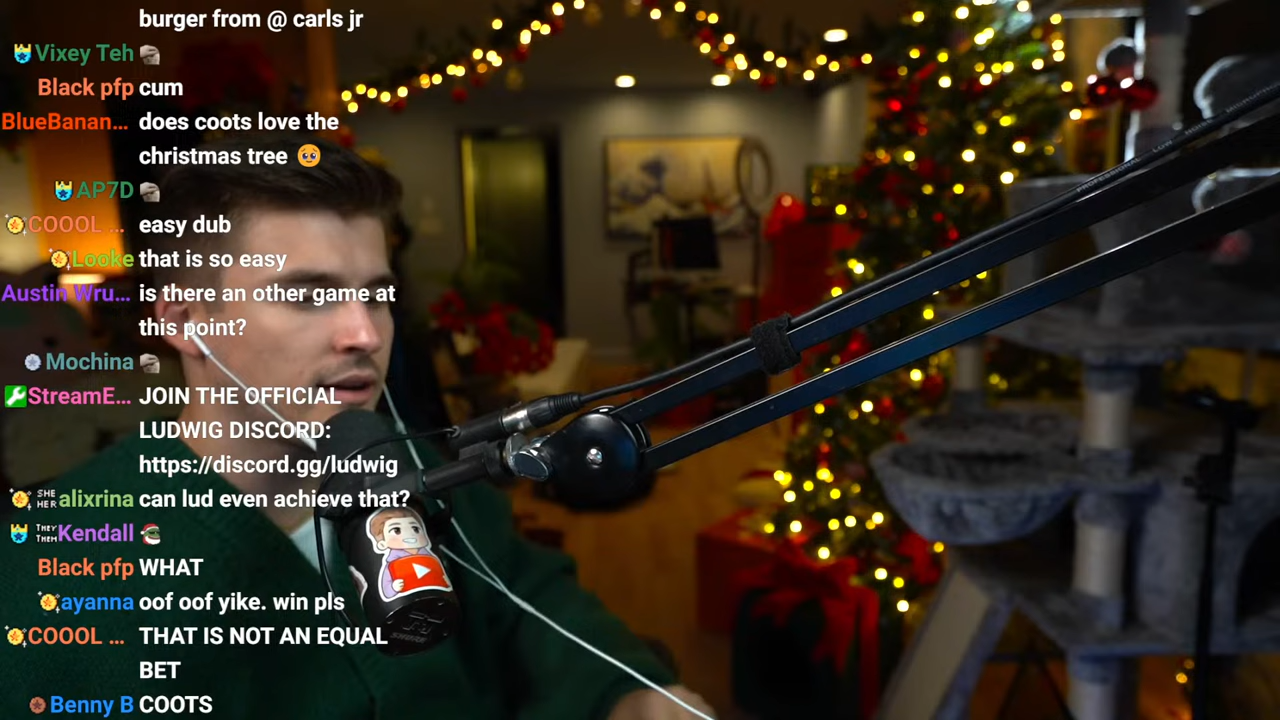 burger from @ carls jr
Vixey Teh
Black pfp cum
BlueBanan... does coots love the
christmas tree 🥺
AP7D
COOOL ... easy dub
Looke that is so easy
Austin Wru... is there an other game at
this point?
Mochina
StreamE... JOIN THE OFFICIAL
LUDWIG DISCORD:
https://discord.gg/ludwig
SHE HER alixrina can lud even achieve that?
THEY THEM Kendall
Black pfp WHAT
ayanna oof oof yike. win pls
COOOL ... THAT IS NOT AN EQUAL
BET
Benny B COOTS
PROFESSIONAL
SHURE